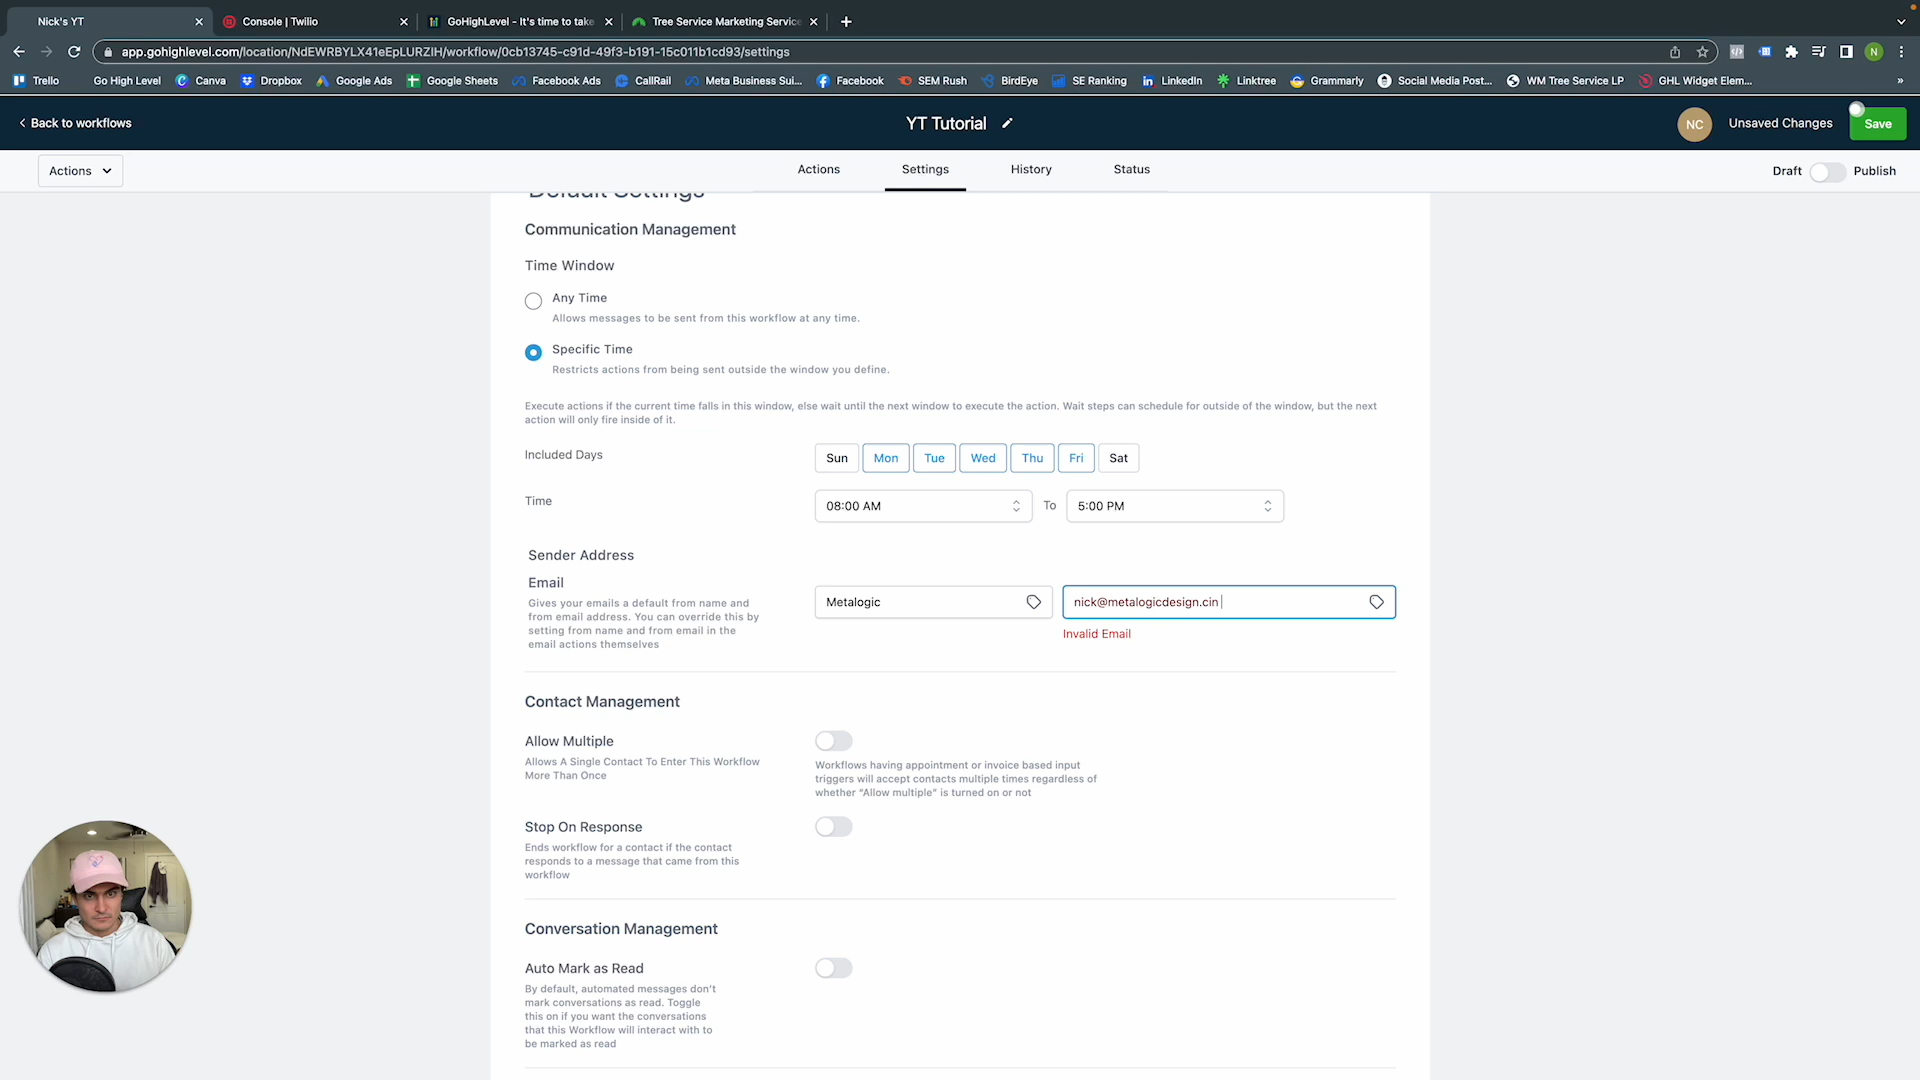 Nick's YT
Console | Twilio
GoHighLevel - It's time to take
Tree Service Marketing Service
app.gohighlevel.com/location/NdEWRBYLX41eEpLURZIH/workflow/0cb13745-c91d-49f3-b191-15c011b1cd93/settings
N
Trello
Go High Level
Canva
Dropbox
Google Ads
Google Sheets
Facebook Ads
CallRail
Meta Business Sui...
Facebook
SEM Rush
BirdEye
SE Ranking
LinkedIn
Linktree
Grammarly
Social Media Post...
WM Tree Service LP
GHL Widget Elem...
»
Back to workflows
YT Tutorial
NC
Unsaved Changes
Save
Actions
Actions
Settings
History
Status
Draft
Publish
Default Settings
Communication Management
Time Window
Any Time
Allows messages to be sent from this workflow at any time.
Specific Time
Restricts actions from being sent outside the window you define.
Execute actions if the current time falls in this window, else wait until the next window to execute the action. Wait steps can schedule for outside of the window, but the next
action will only fire inside of it.
Included Days
Sun
Mon
Tue
Wed
Thu
Fri
Sat
Time
08:00 AM
To
5:00 PM
Sender Address
Email
Gives your emails a default from name and
from email address. You can override this by
setting from name and from email in the
email actions themselves
Metalogic
nick@metalogicdesign.cin
Invalid Email
Contact Management
Allow Multiple
Allows A Single Contact To Enter This Workflow
More Than Once
Workflows having appointment or invoice based input
triggers will accept contacts multiple times regardless of
whether “Allow multiple” is turned on or not
Stop On Response
Ends workflow for a contact if the contact
responds to a message that came from this
workflow
Conversation Management
Auto Mark as Read
By default, automated messages don't
mark conversations as read. Toggle
this on if you want the conversations
that this Workflow will interact with to
be marked as read